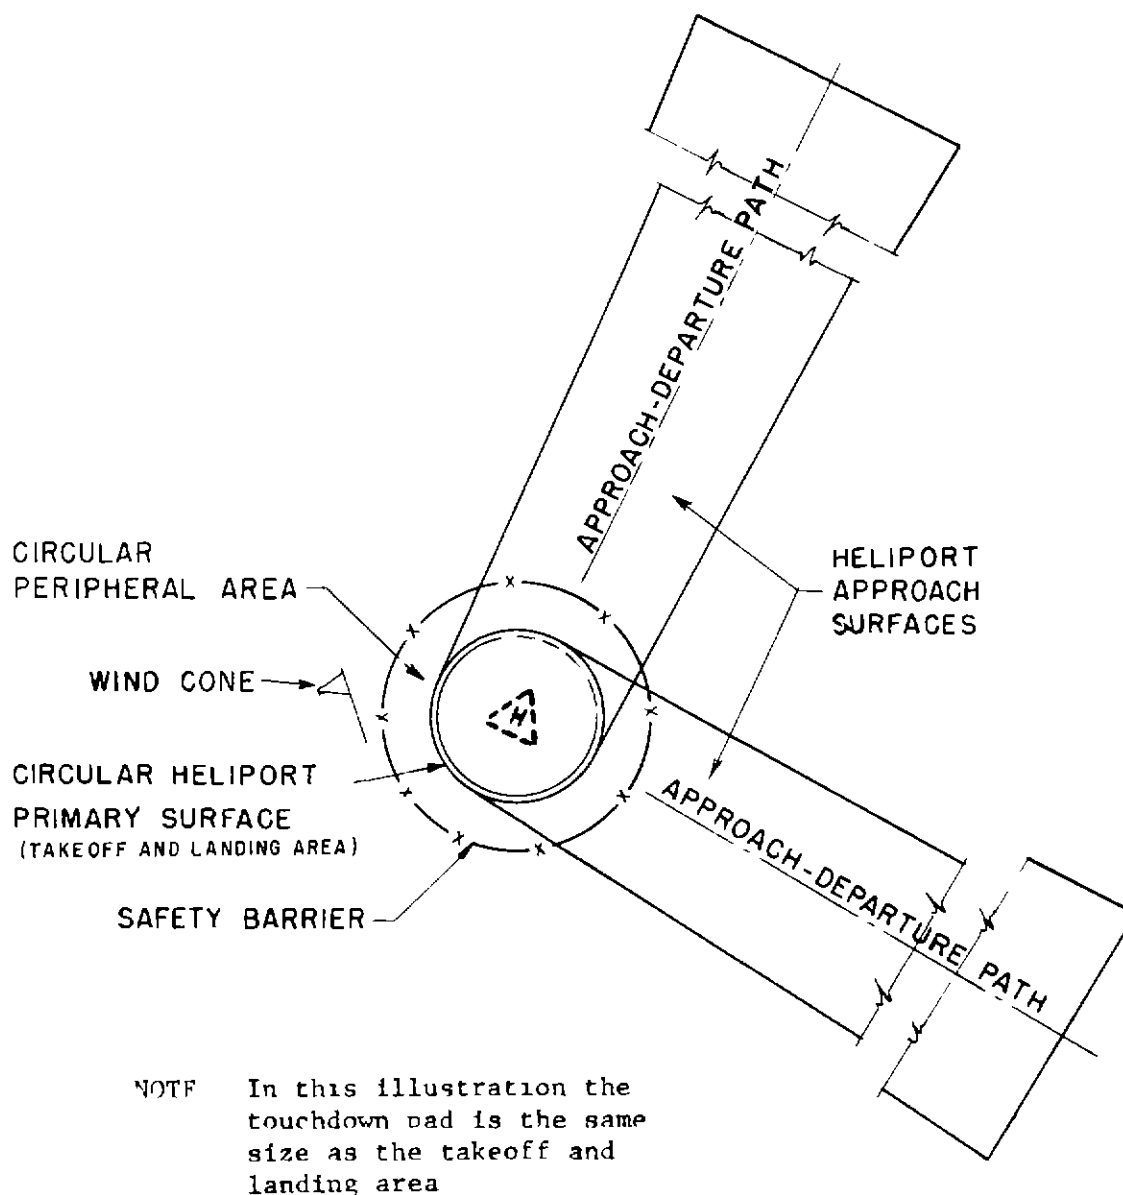 APPROACH-DEPARTURE PATH
CIRCULAR
PERIPHERAL AREA
HELIPORT
APPROACH
SURFACES
WIND CONE
H
CIRCULAR HELIPORT
PRIMARY SURFACE
(TAKEOFF AND LANDING AREA)
APPROACH-DEPARTURE PATH
SAFETY BARRIER
NOTE In this illustration the
touchdown pad is the same
size as the takeoff and
landing area